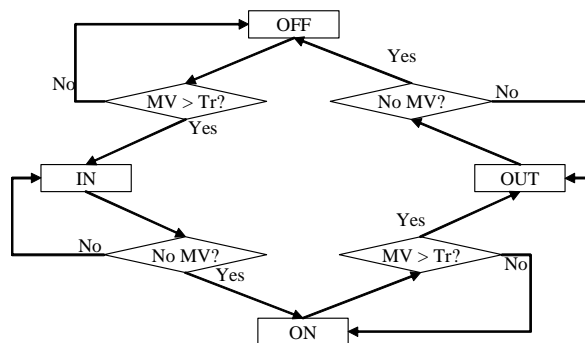 OFF
Yes
No
MV > Tr?
No MV?
No
Yes
IN
OUT
Yes
No
No MV?
MV > Tr?
No
Yes
ON